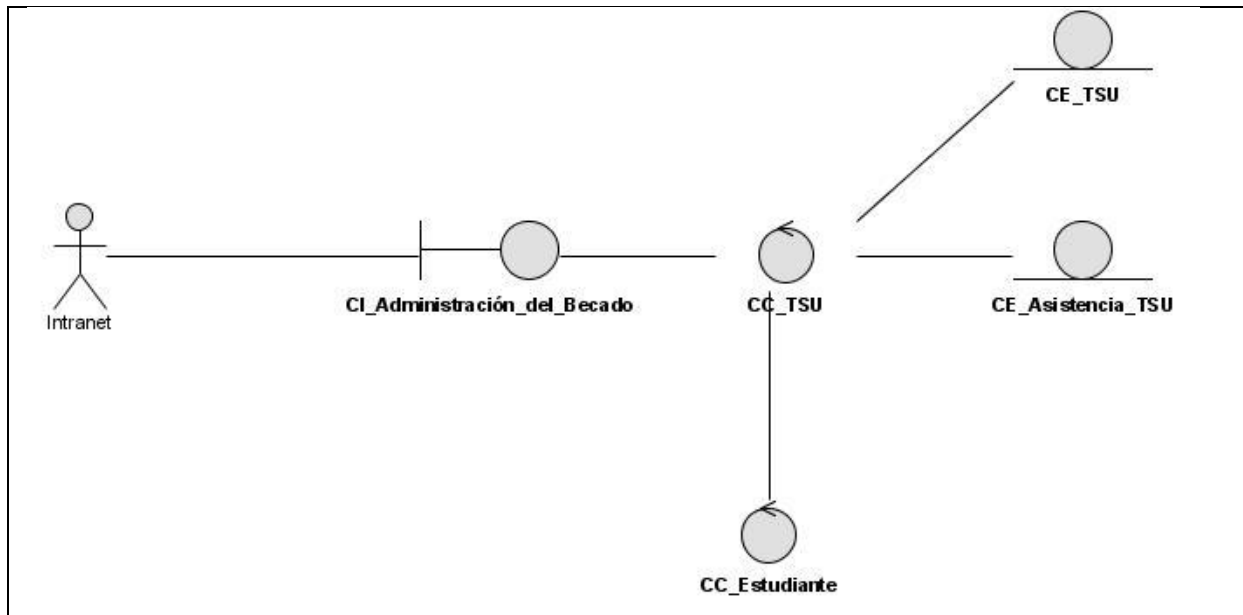 CE_TSU
Intranet
CI_Administración_del_Becado
CC_TSU
CE_Asistencia_TSU
CC_Estudiante